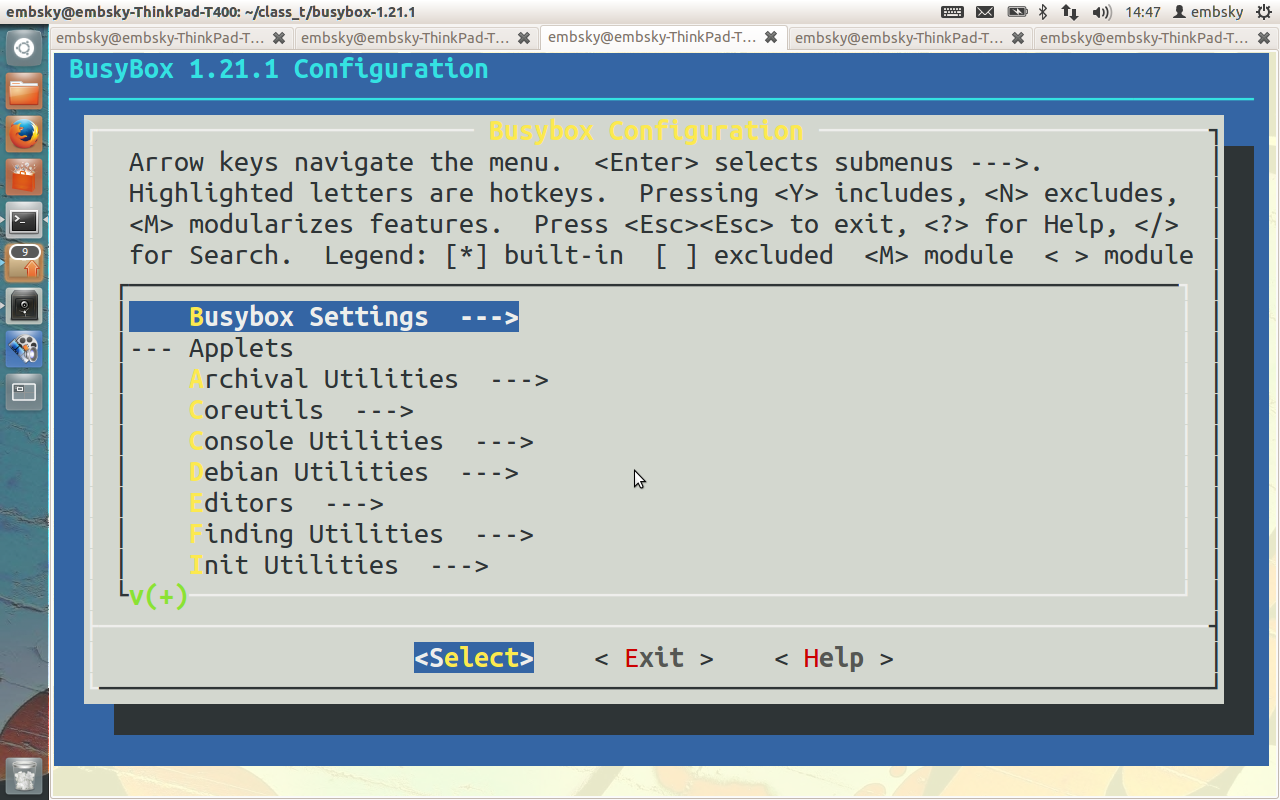 embsky@embsky-ThinkPad-T400: ~/class_t/busybox-1.21.1
14:47 embsky
embsky@embsky-ThinkPad-T... embsky@embsky-ThinkPad-T... embsky@embsky-ThinkPad-T... embsky@embsky-ThinkPad-T... embsky@embsky-ThinkPad-T...
BusyBox 1.21.1 Configuration
Busybox Configuration
Arrow keys navigate the menu.  <Enter> selects submenus --->.
Highlighted letters are hotkeys.  Pressing <Y> includes, <N> excludes,
<M> modularizes features.  Press <Esc><Esc> to exit, <?> for Help, </>
for Search.  Legend: [*] built-in  [ ] excluded  <M> module  < > module
Busybox Settings  --->
--- Applets
Archival Utilities  --->
Coreutils  --->
Console Utilities  --->
Debian Utilities  --->
Editors  --->
Finding Utilities  --->
Init Utilities  --->
v(+)
<Select>    < Exit >    < Help >
9